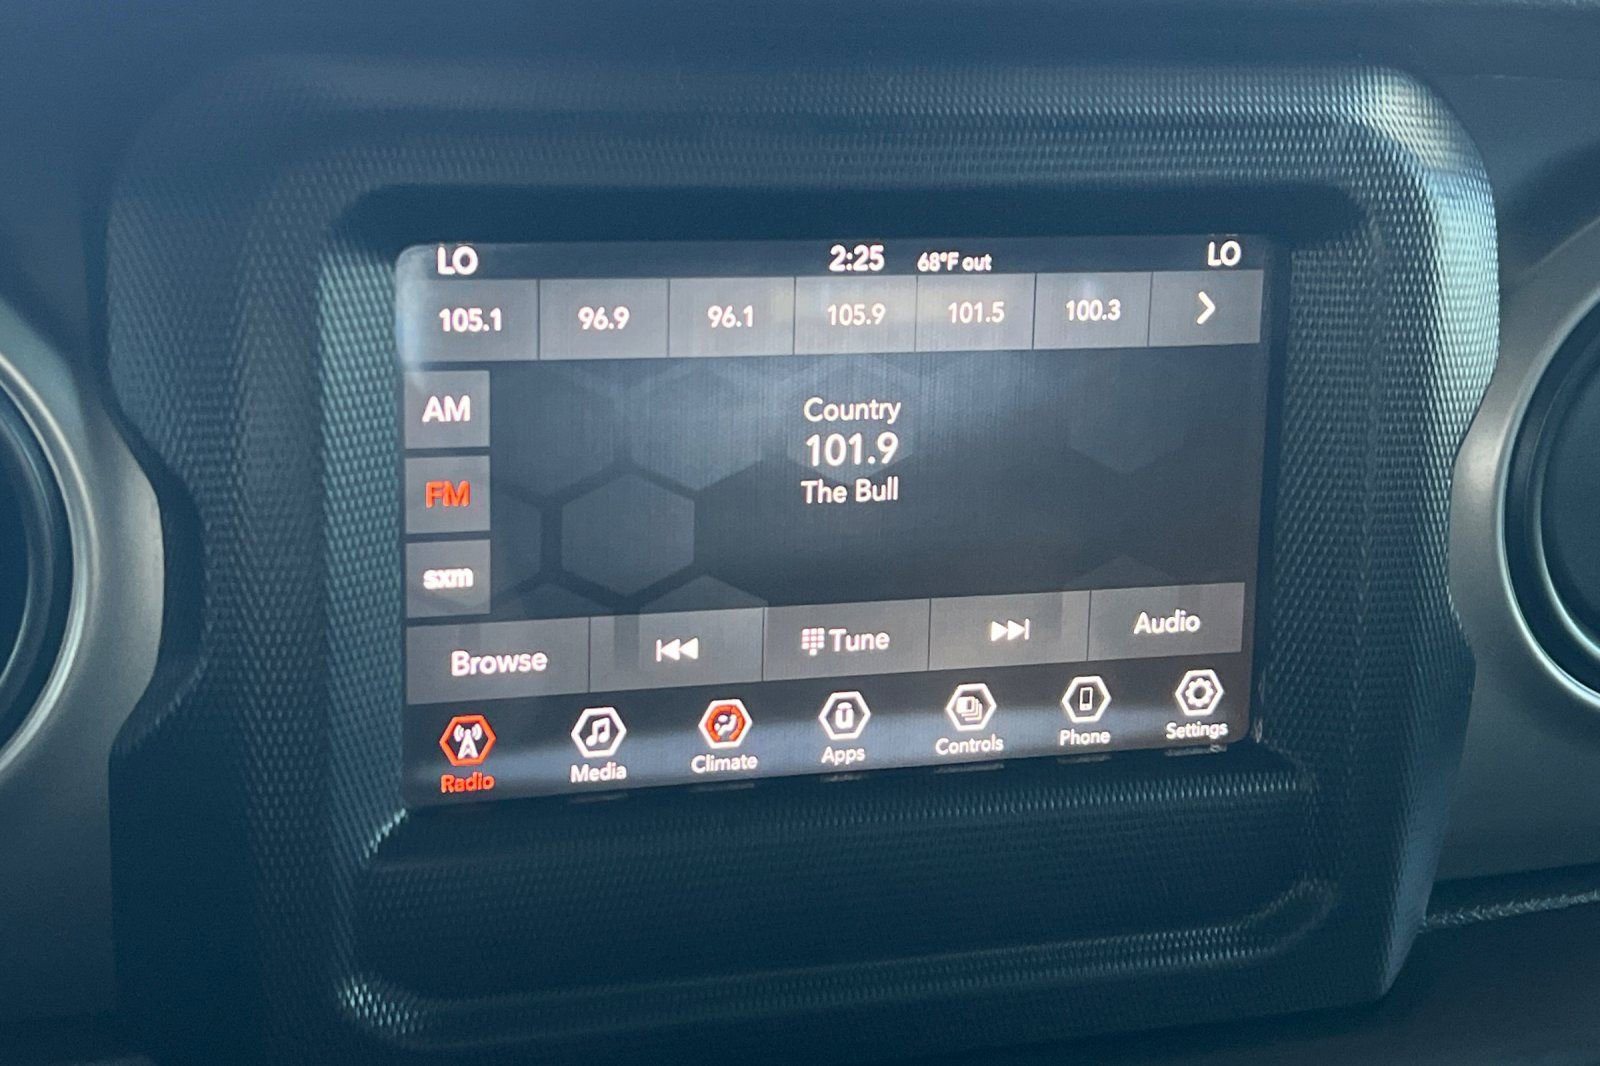 LO 2:25 68°F out LO
105.1 96.9 96.1 105.9 101.5 100.3
AM
FM
sxm
Country
101.9
The Bull
Browse Tune Audio
Radio Media Climate Apps Controls Phone Settings